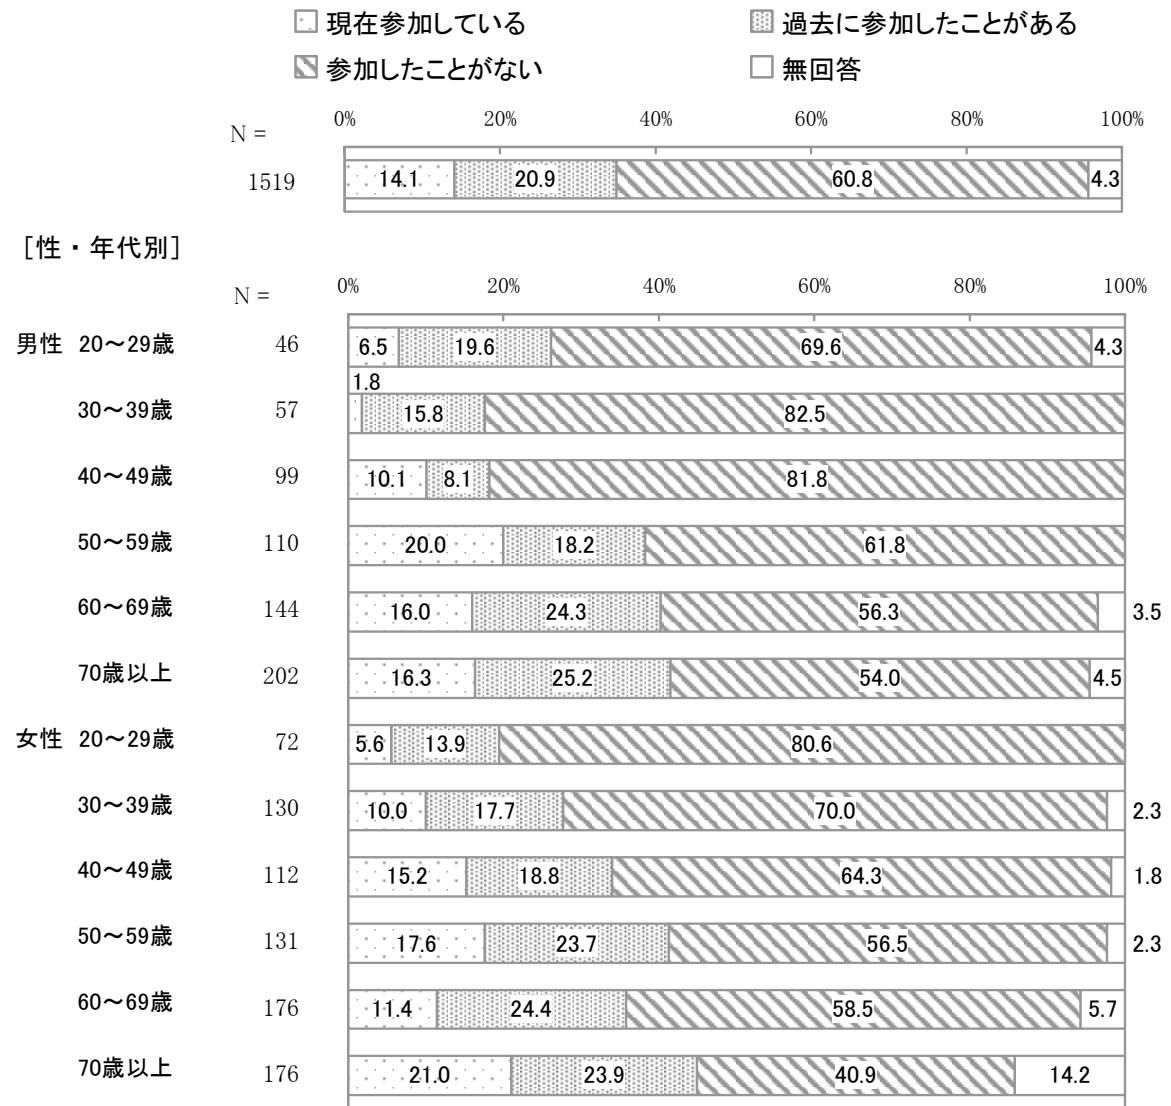 現在参加している 過去に参加したことがある
参加したことがない 無回答
N = 0% 20% 40% 60% 80% 100%
1519 14.1 20.9 60.8 4.3
［性・年代別］
N = 0% 20% 40% 60% 80% 100%
男性 20～29歳 46 6.5 19.6 69.6 4.3
30～39歳 57 1.8 15.8 82.5
40～49歳 99 10.1 8.1 81.8
50～59歳 110 20.0 18.2 61.8
60～69歳 144 16.0 24.3 56.3 3.5
70歳以上 202 16.3 25.2 54.0 4.5
女性 20～29歳 72 5.6 13.9 80.6
30～39歳 130 10.0 17.7 70.0 2.3
40～49歳 112 15.2 18.8 64.3 1.8
50～59歳 131 17.6 23.7 56.5 2.3
60～69歳 176 11.4 24.4 58.5 5.7
70歳以上 176 21.0 23.9 40.9 14.2